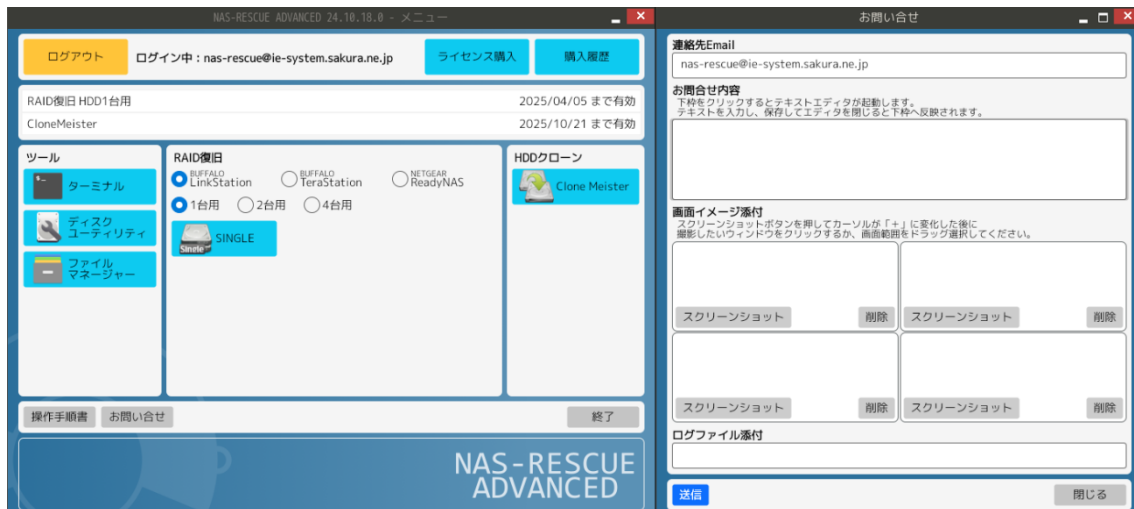 NAS-RESCUE ADVANCED 24.10.18.0 - メニュー
ログアウト
ログイン中：nas-rescue@ie-system.sakura.ne.jp
ライセンス購入
購入履歴
RAID復旧 HDD1台用 2025/04/05 まで有効
CloneMeister 2025/10/21 まで有効
ツール
ターミナル
ディスク
ユーティリティ
ファイル
マネージャー
RAID復旧
BUFFALO
LinkStation
BUFFALO
TeraStation
NETGEAR
ReadyNAS
1台用 2台用 4台用
Single
SINGLE
HDDクローン
Clone Meister
操作手順書 お問い合せ 終了
NAS-RESCUE
ADVANCED
お問い合せ
連絡先Email
nas-rescue@ie-system.sakura.ne.jp
お問合せ内容
下枠をクリックするとテキストエディタが起動します。
テキストを入力し、保存してエディタを閉じると下枠へ反映されます。
画面イメージ添付
スクリーンショットボタンを押してカーソルが「+」に変化した後に
撮影したいウィンドウをクリックするか、画面範囲をドラッグ選択してください。
スクリーンショット 削除 スクリーンショット 削除
スクリーンショット 削除 スクリーンショット 削除
ログファイル添付
送信 閉じる